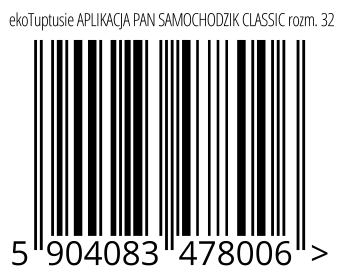 ekoTuptusie APLIKACJA PAN SAMOCHODZIK CLASSIC rozm. 32
5 904083 478006 >